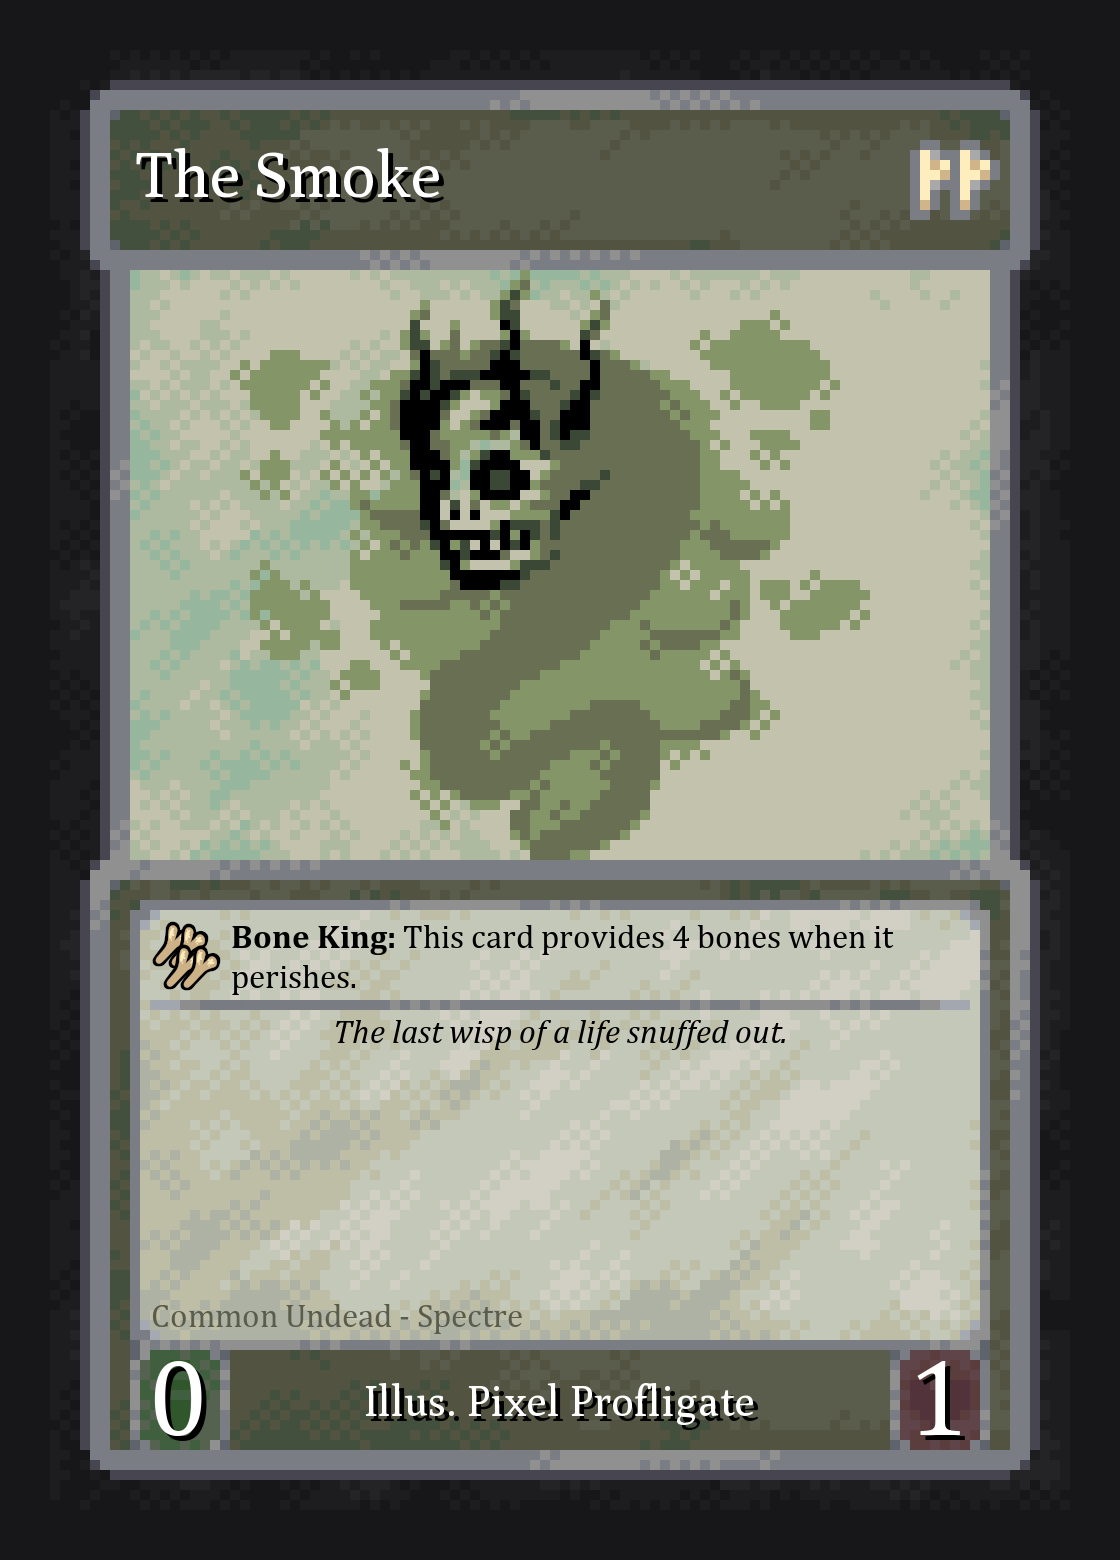 The Smoke
Bone King: This card provides 4 bones when it
perishes.
The last wisp of a life snuffed out.
Common Undead - Spectre
0
Illus. Pixel Profligate
1